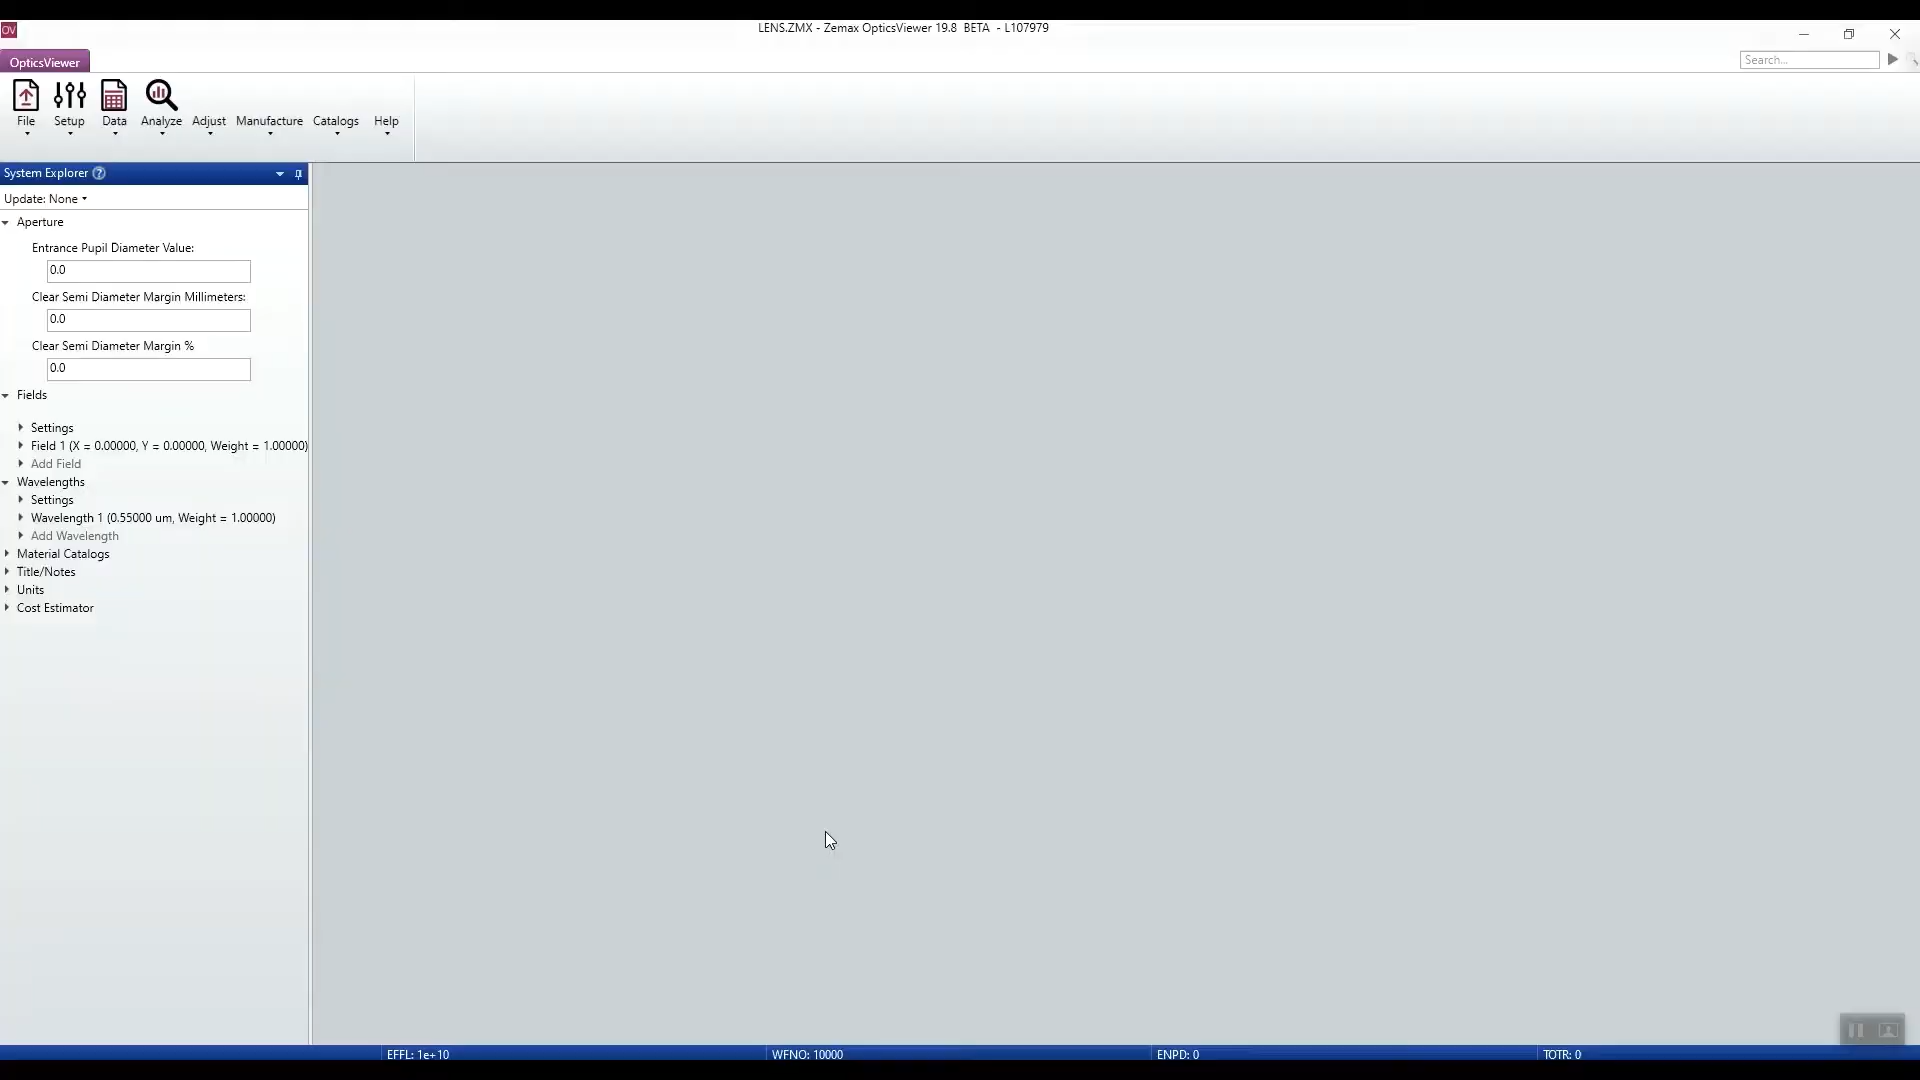 OV
LENS.ZMX - Zemax OpticsViewer 19.8 BETA - L107979
OpticsViewer
Search...
File Setup Data Analyze Adjust Manufacture Catalogs Help
System Explorer ?
Update: None
Aperture
Entrance Pupil Diameter Value:
0.0
Clear Semi Diameter Margin Millimeters:
0.0
Clear Semi Diameter Margin %
0.0
Fields
Settings
Field 1 (X = 0.00000, Y = 0.00000, Weight = 1.00000)
Add Field
Wavelengths
Settings
Wavelength 1 (0.55000 um, Weight = 1.00000)
Add Wavelength
Material Catalogs
Title/Notes
Units
Cost Estimator
EFFL: 1e+10 WFNO: 10000 ENPD: 0 TOTR: 0